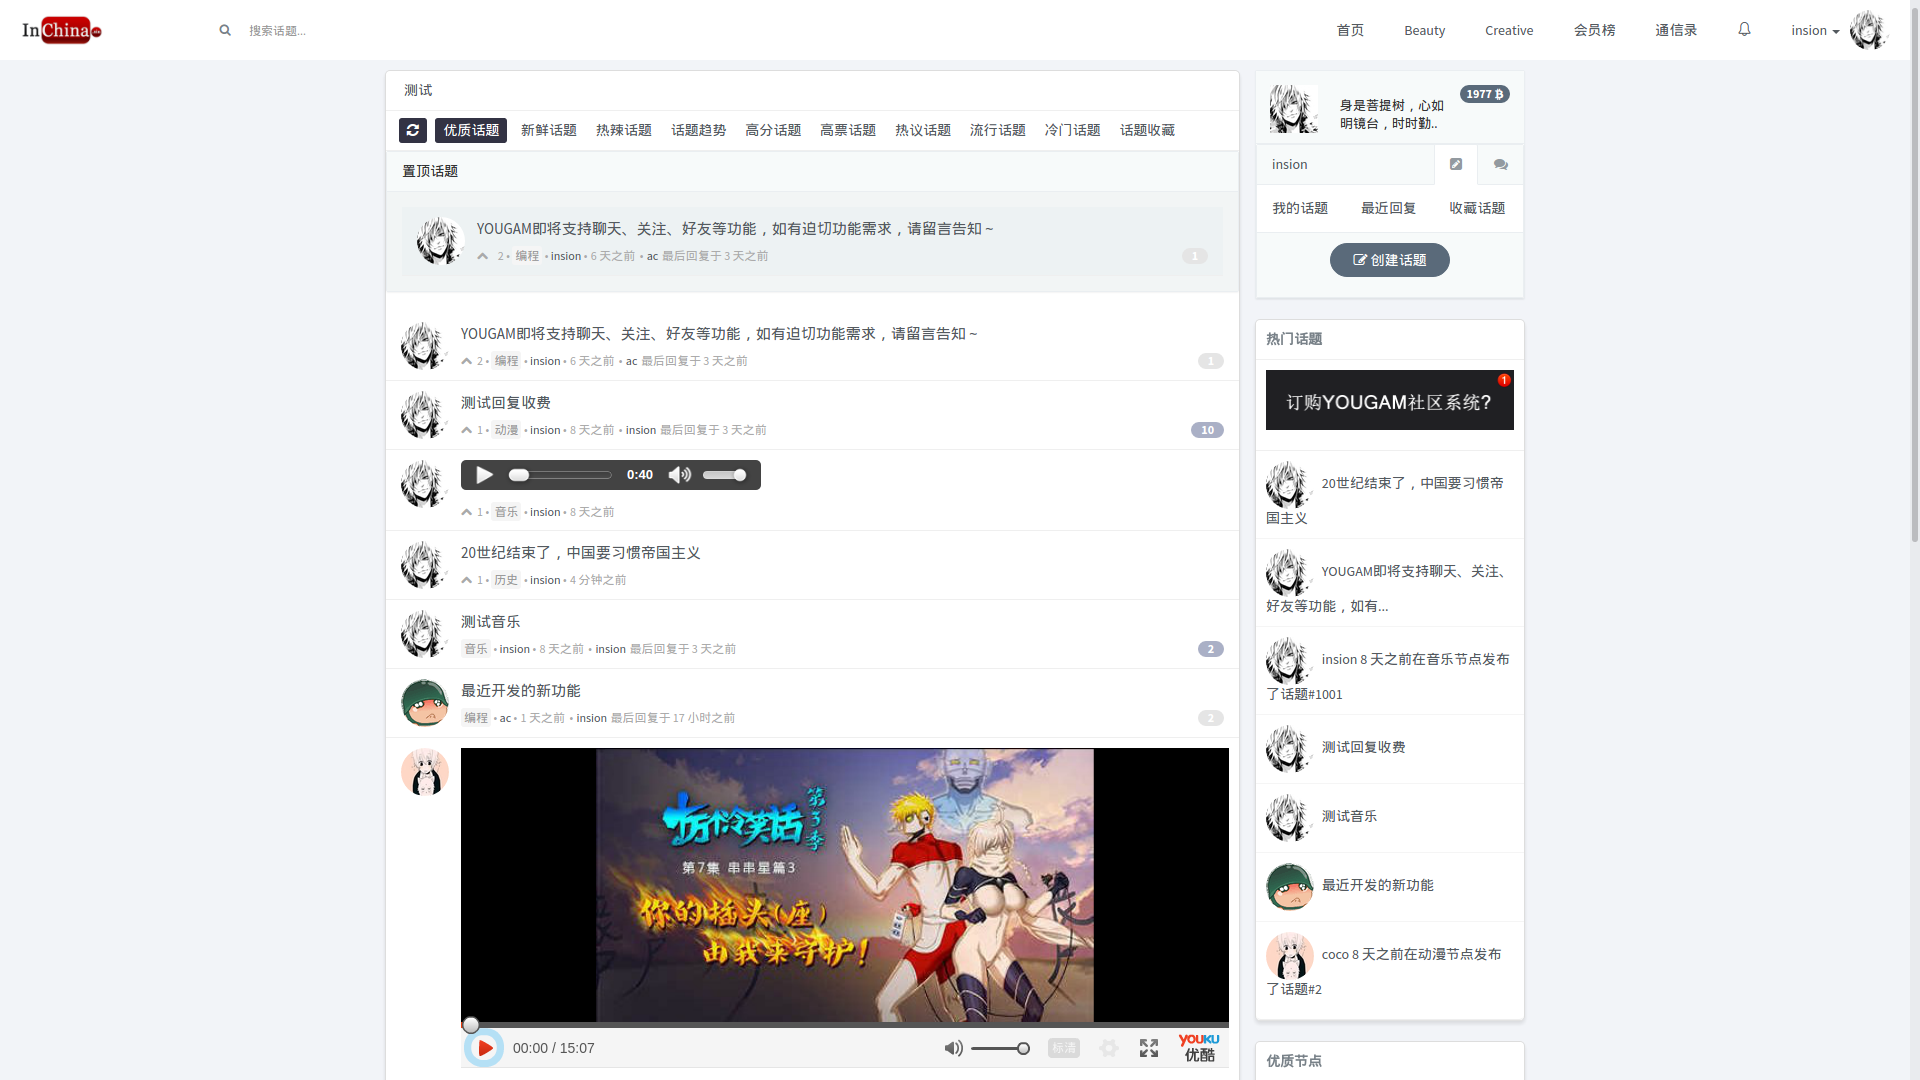 InChina
搜索话题...
首页
Beauty
Creative
会员榜
通信录
insion
测试
优质话题
新鲜话题
热辣话题
话题趋势
高分话题
高票话题
热议话题
流行话题
冷门话题
话题收藏
置顶话题
YOUGAM即将支持聊天、关注、好友等功能，如有迫切功能需求，请留言告知～
2 • 编程 • insion • 6 天之前 • ac 最后回复于 3 天之前
1
YOUGAM即将支持聊天、关注、好友等功能，如有迫切功能需求，请留言告知～
2 • 编程 • insion • 6 天之前 • ac 最后回复于 3 天之前
1
测试回复收费
1 • 动漫 • insion • 8 天之前 • insion 最后回复于 3 天之前
10
0:40
1 • 音乐 • insion • 8 天之前
20世纪结束了，中国要习惯帝国主义
1 • 历史 • insion • 4 分钟之前
测试音乐
音乐 • insion • 8 天之前 • insion 最后回复于 3 天之前
2
最近开发的新功能
编程 • ac • 1 天之前 • insion 最后回复于 17 小时之前
2
十万个冷笑话
第3季
第7集 串串星篇3
你的插头(座)
由我来守护!
00:00 / 15:07
标清
YOUKU
优酷
身是菩提树，心如
明镜台，时时勤..
1977
insion
我的话题
最近回复
收藏话题
创建话题
热门话题
订购YOUGAM社区系统?
1
20世纪结束了，中国要习惯帝
国主义
YOUGAM即将支持聊天、关注、
好友等功能，如有...
insion 8 天之前在音乐节点发布
了话题#1001
测试回复收费
测试音乐
最近开发的新功能
coco 8 天之前在动漫节点发布
了话题#2
优质节点